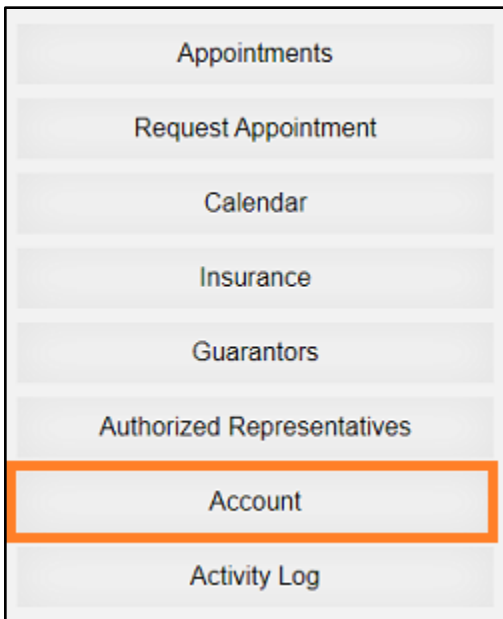 Appointments
Request Appointment
Calendar
Insurance
Guarantors
Authorized Representatives
Account
Activity Log